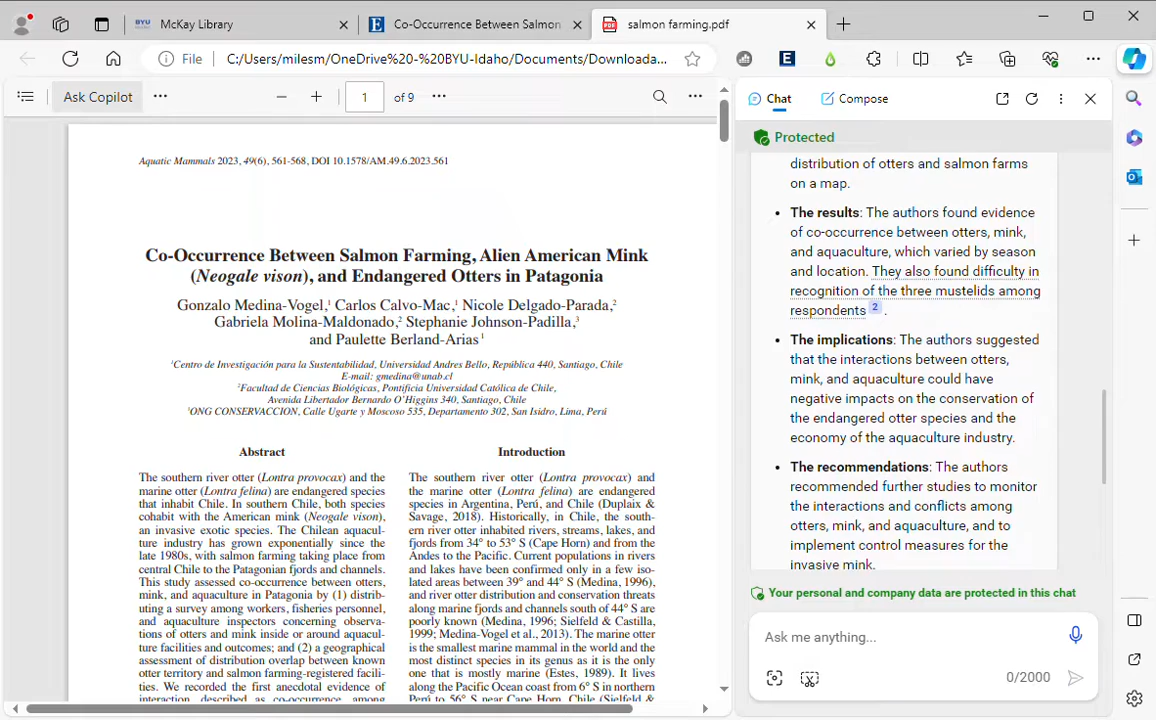 BYU McKay Library
Co-Occurrence Between Salmon
salmon farming.pdf
File C:/Users/milesm/OneDrive%20-%20BYU-Idaho/Documents/Downloada...
Ask Copilot
1 of 9
Aquatic Mammals 2023, 49(6), 561-568, DOI 10.1578/AM.49.6.2023.561
Co-Occurrence Between Salmon Farming, Alien American Mink
(Neogale vison), and Endangered Otters in Patagonia
Gonzalo Medina-Vogel,1 Carlos Calvo-Mac,1 Nicole Delgado-Parada,2
Gabriela Molina-Maldonado,2 Stephanie Johnson-Padilla,3
and Paulette Berland-Arias1
1Centro de Investigación para la Sustentabilidad, Universidad Andres Bello, República 440, Santiago, Chile
E-mail: gmedina@unab.cl
2Facultad de Ciencias Biológicas, Pontificia Universidad Católica de Chile,
Avenida Libertador Bernardo O'Higgins 340, Santiago, Chile
3ONG CONSERVACCION, Calle Ugarte y Moscoso 535, Departamento 302, San Isidro, Lima, Perú
Abstract
The southern river otter (Lontra provocax) and the
marine otter (Lontra felina) are endangered species
that inhabit Chile. In southern Chile, both species
cohabit with the American mink (Neogale vison),
an invasive exotic species. The Chilean aquacul-
ture industry has grown exponentially since the
late 1980s, with salmon farming taking place from
central Chile to the Patagonian fjords and channels.
This study assessed co-occurrence between otters,
mink, and aquaculture in Patagonia by (1) distrib-
uting a survey among workers, fisheries personnel,
and aquaculture inspectors concerning observa-
tions of otters and mink inside or around aquacul-
ture facilities and outcomes; and (2) a geographical
assessment of distribution overlap between known
otter territory and salmon farming-registered facili-
ties. We recorded the first anecdotal evidence of
interaction, described as co-occurrence, among
Introduction
The southern river otter (Lontra provocax) and
the marine otter (Lontra felina) are endangered
species in Argentina, Perú, and Chile (Duplaix &
Savage, 2018). Historically, in Chile, the south-
ern river otter inhabited rivers, streams, lakes, and
fjords from 34° to 53° S (Cape Horn) and from the
Andes to the Pacific. Current populations in rivers
and lakes have been confirmed only in a few iso-
lated areas between 39° and 44° S (Medina, 1996),
and river otter distribution and conservation threats
along marine fjords and channels south of 44° S are
poorly known (Medina, 1996; Sielfeld & Castilla,
1999; Medina-Vogel et al., 2013). The marine otter
is the smallest marine mammal in the world and the
most distinct species in its genus as it is the only
one that is mostly marine (Estes, 1989). It lives
along the Pacific Ocean coast from 6° S in northern
Perú to 56° S near Cape Horn, Chile (Sielfeld &
Chat Compose
Protected
distribution of otters and salmon farms
on a map.
• The results: The authors found evidence
of co-occurrence between otters, mink,
and aquaculture, which varied by season
and location. They also found difficulty in
recognition of the three mustelids among
respondents 2 .
• The implications: The authors suggested
that the interactions between otters,
mink, and aquaculture could have
negative impacts on the conservation of
the endangered otter species and the
economy of the aquaculture industry.
• The recommendations: The authors
recommended further studies to monitor
the interactions and conflicts among
otters, mink, and aquaculture, and to
implement control measures for the
invasive mink.
Your personal and company data are protected in this chat
Ask me anything...
0/2000